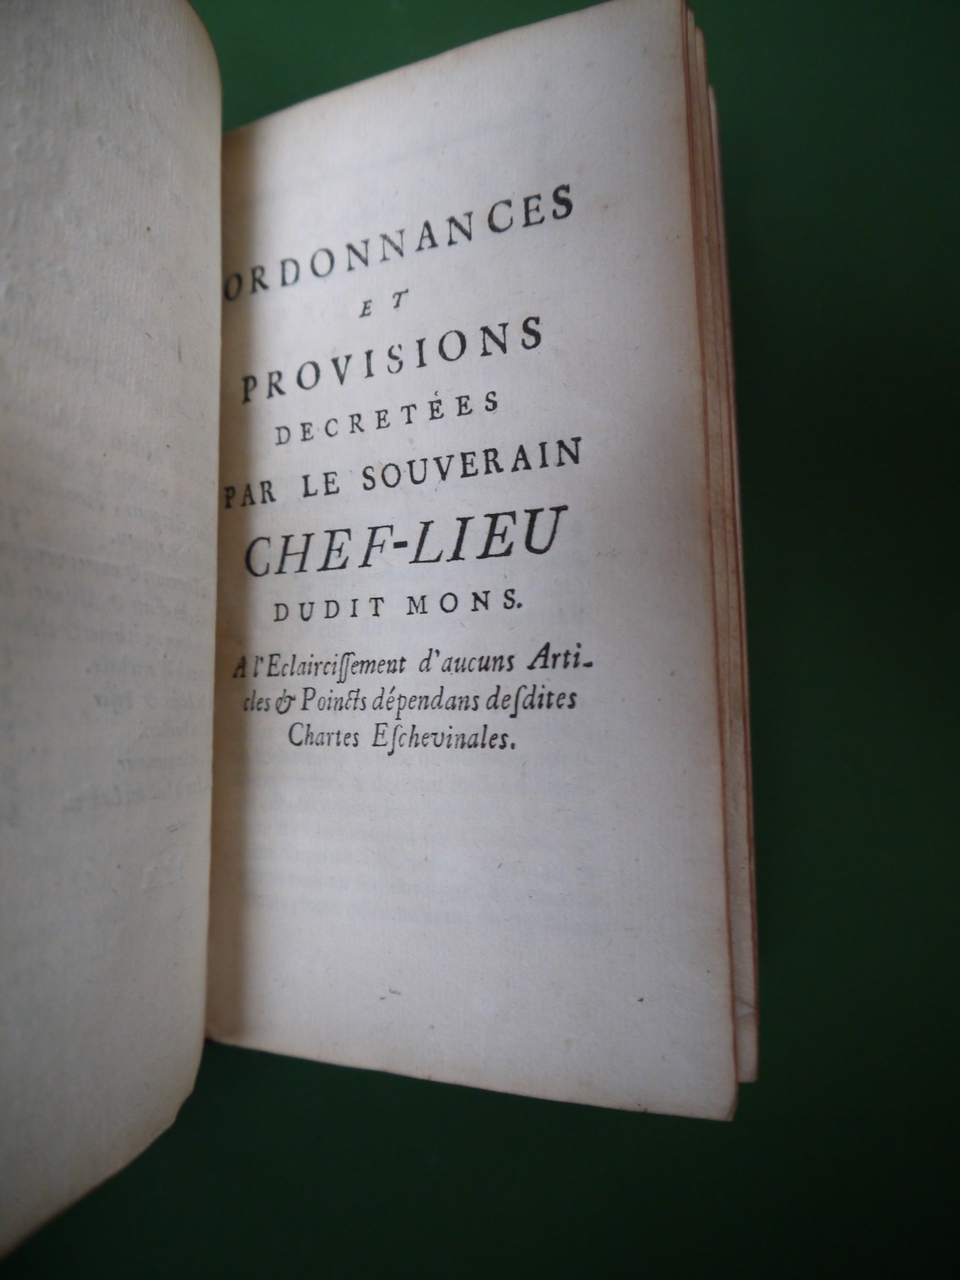 ORDONNANCES
ET
PROVISIONS
DECRETÉES
PAR LE SOUVERAIN
CHEF-LIEU
DUDIT MONS.
A l'Eclairciſſement d'aucuns Arti-
cles & Poincts dépendans deſdites
Chartes Eſchevinales.